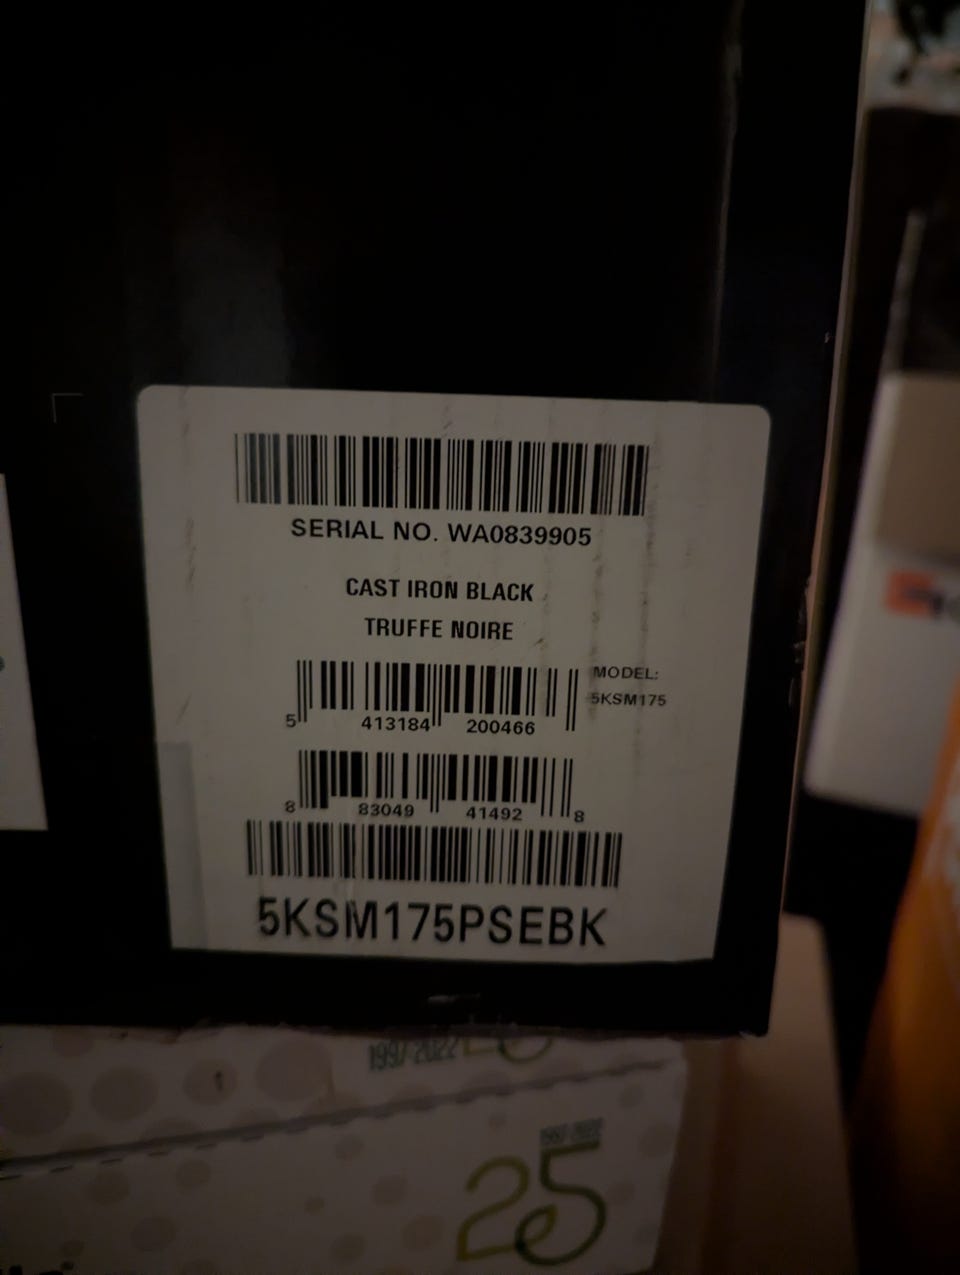 SERIAL NO. WA0839905
CAST IRON BLACK
TRUFFE NOIRE
MODEL:
5KSM175
5 413184 200466
8 83049 41492 8
5KSM175PSEBK
1997-2022
1
25